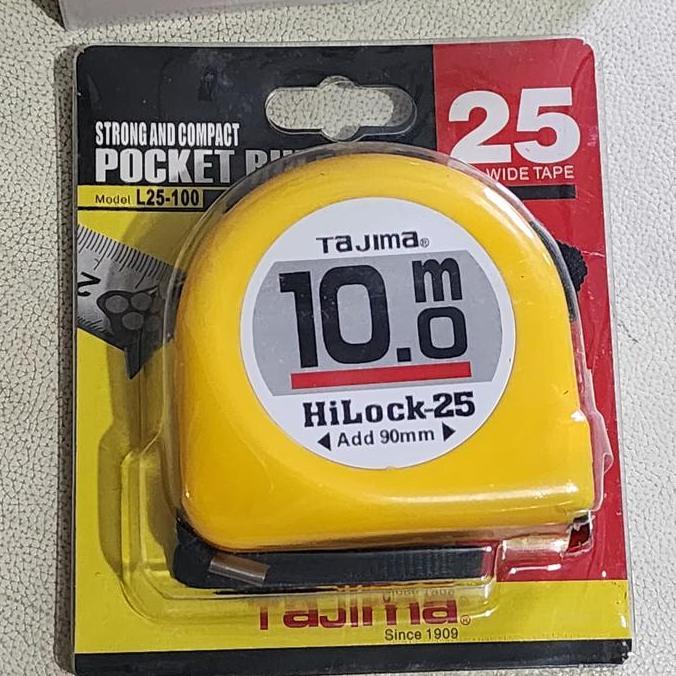 STRONG AND COMPACT
POCKET
Model L25-100
25
WIDE TAPE
2
TaJIma®
10.0 m
HiLock-25
◀ Add 90mm ▶
TaJIma®
Since 1909